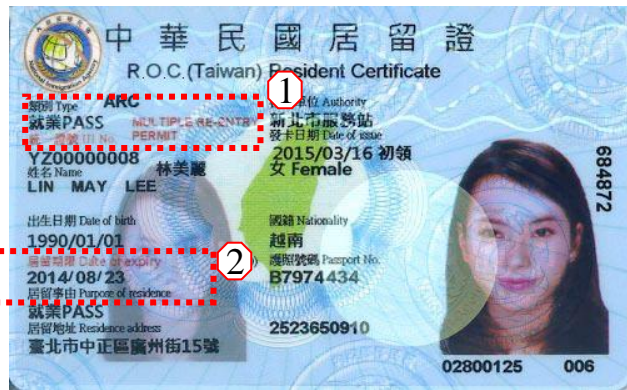 中華民國居留證
R.O.C. (Taiwan) Resident Certificate
1
類別 Type ARC
位 Authority
就業PASS MULTIPLE RE-ENTRY PERMIT
新北市服務站
統一證號 ID No.
發卡日期 Date of issue
YZ00000008
2015/03/16 初領
姓名 Name 林美麗
女 Female
LIN MAY LEE
684872
出生日期 Date of birth
國籍 Nationality
1990/01/01
越南
居留期限 Date of expiry
2
護照號碼 Passport No.
2014/08/23
B7974434
居留事由 Purpose of residence
就業PASS
居留地址 Residence address
2523650910
臺北市中正區廣州街15號
02800125 006